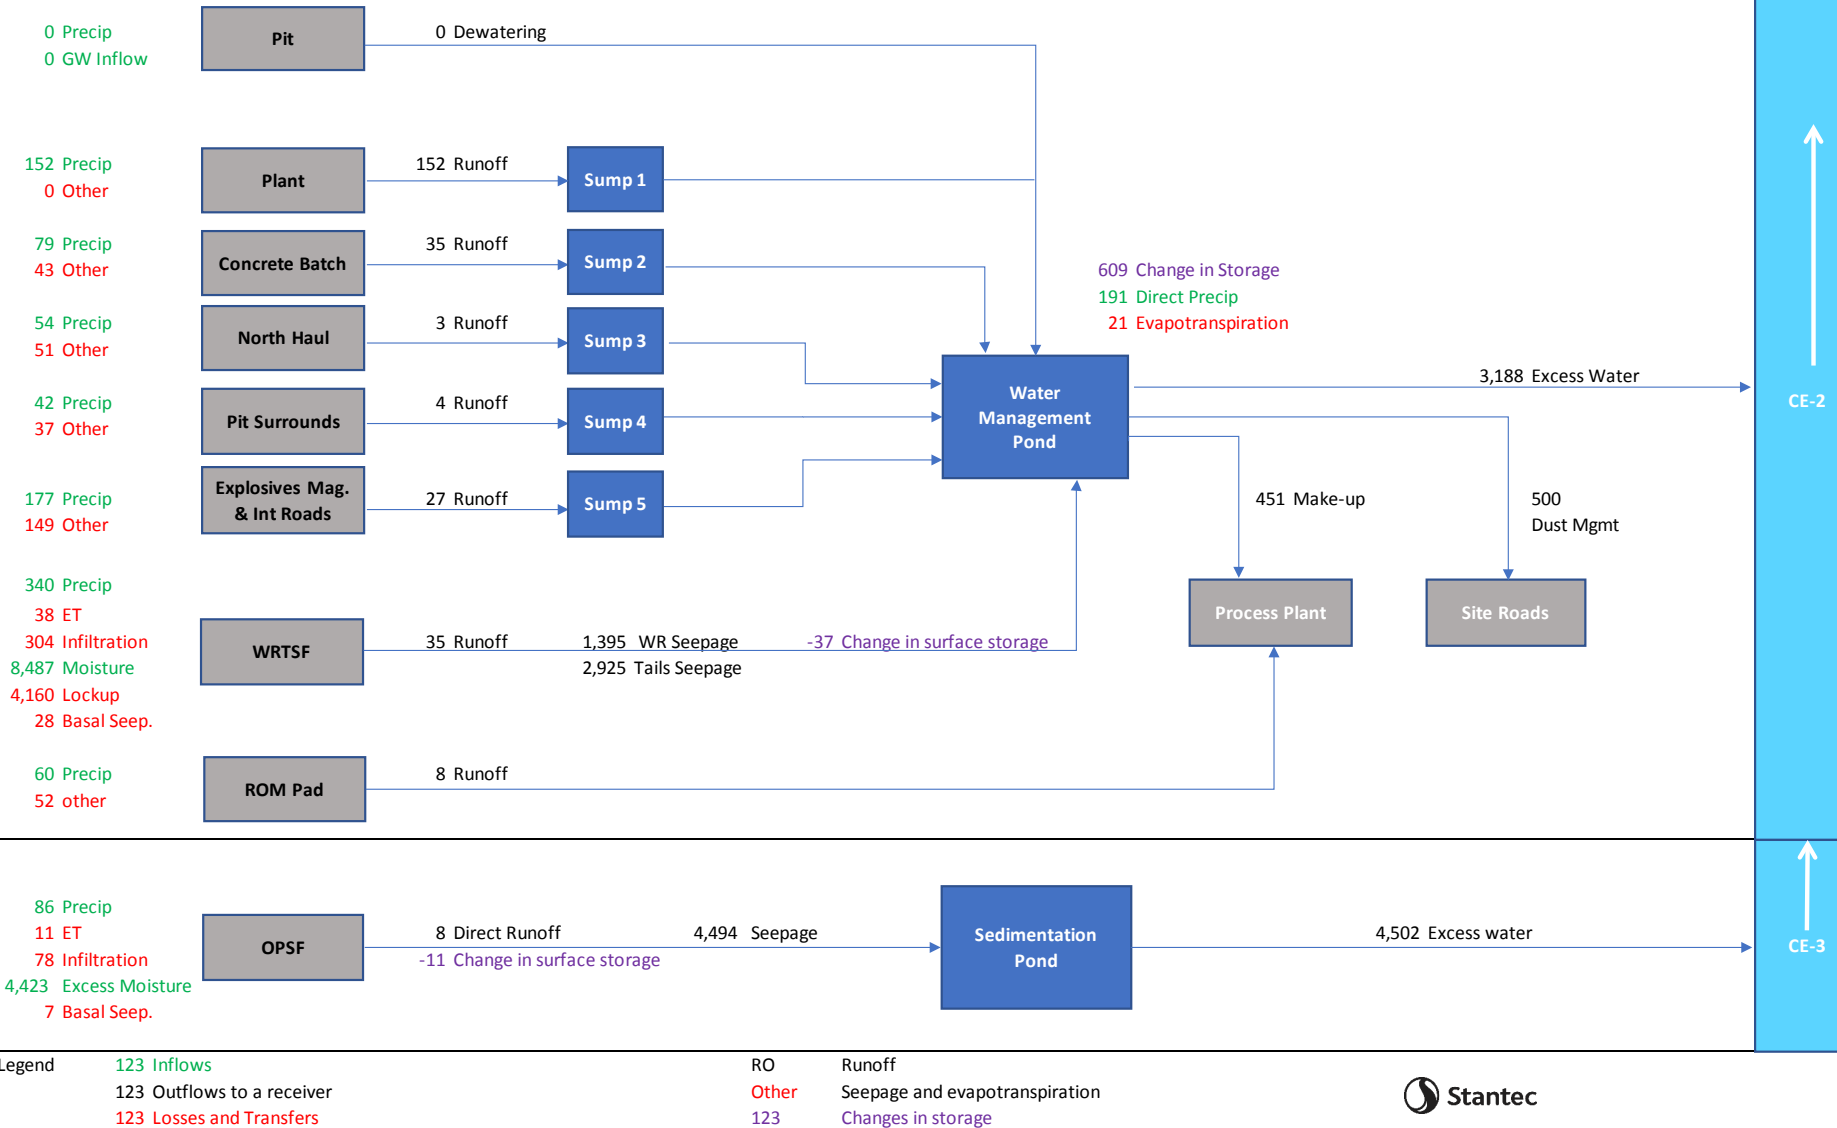 0 Precip
0 GW Inflow
Pit
0 Dewatering
152 Precip
0 Other
Plant
152 Runoff
Sump 1
79 Precip
43 Other
Concrete Batch
35 Runoff
Sump 2
54 Precip
51 Other
North Haul
3 Runoff
Sump 3
42 Precip
37 Other
Pit Surrounds
4 Runoff
Sump 4
177 Precip
149 Other
Explosives Mag.
& Int Roads
27 Runoff
Sump 5
609 Change in Storage
191 Direct Precip
21 Evapotranspiration
Water
Management
Pond
3,188 Excess Water
CE-2
451 Make-up
500
Dust Mgmt
Process Plant
Site Roads
340 Precip
38 ET
304 Infiltration
8,487 Moisture
4,160 Lockup
28 Basal Seep.
WRTSF
35 Runoff
1,395 WR Seepage
2,925 Tails Seepage
-37 Change in surface storage
60 Precip
52 other
ROM Pad
8 Runoff
86 Precip
11 ET
78 Infiltration
4,423 Excess Moisture
7 Basal Seep.
OPSF
8 Direct Runoff
-11 Change in surface storage
4,494 Seepage
Sedimentation
Pond
4,502 Excess water
CE-3
Legend
123 Inflows
123 Outflows to a receiver
123 Losses and Transfers
RO Runoff
Other Seepage and evapotranspiration
123 Changes in storage
Stantec